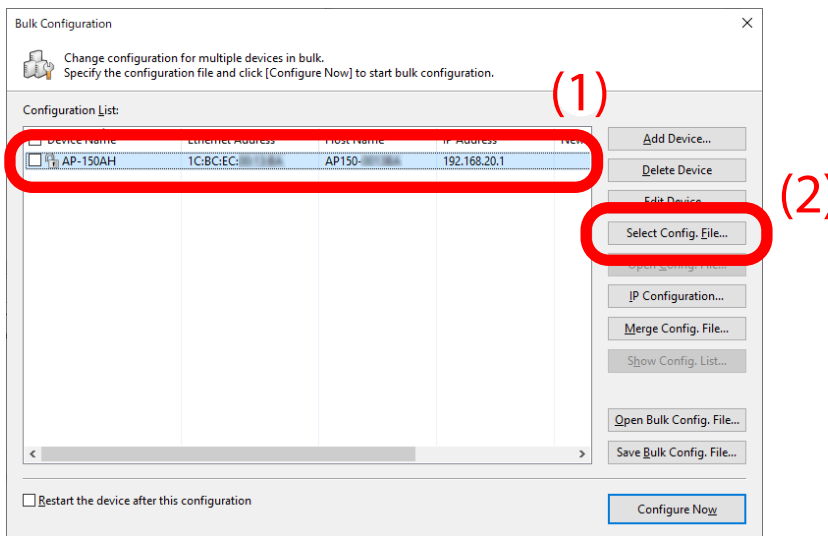 Bulk Configuration
Change configuration for multiple devices in bulk.
Specify the configuration file and click [Configure Now] to start bulk configuration.
(1)
Configuration List:
Device Name Ethernet Address Host Name IP Address New
AP-150AH 1C:BC:EC: AP150- 192.168.20.1
Add Device...
Delete Device
Edit Device...
(2)
Select Config. File...
Open Config. File...
IP Configuration...
Merge Config. File...
Show Config. List...
Open Bulk Config. File...
Save Bulk Config. File...
Restart the device after this configuration
Configure Now